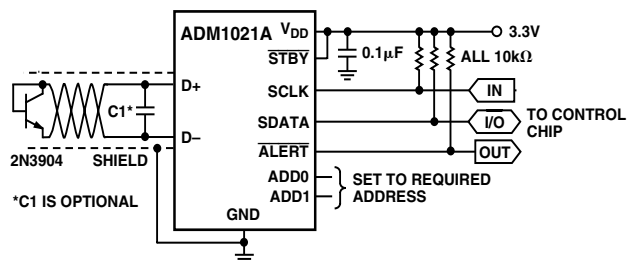 ADM1021A
VDD
3.3V
STBY
0.1µF
ALL 10kΩ
D+
C1*
SCLK
IN
SDATA
I/O
TO CONTROL
CHIP
D–
2N3904
SHIELD
ALERT
OUT
ADD0
ADD1
SET TO REQUIRED
ADDRESS
*C1 IS OPTIONAL
GND